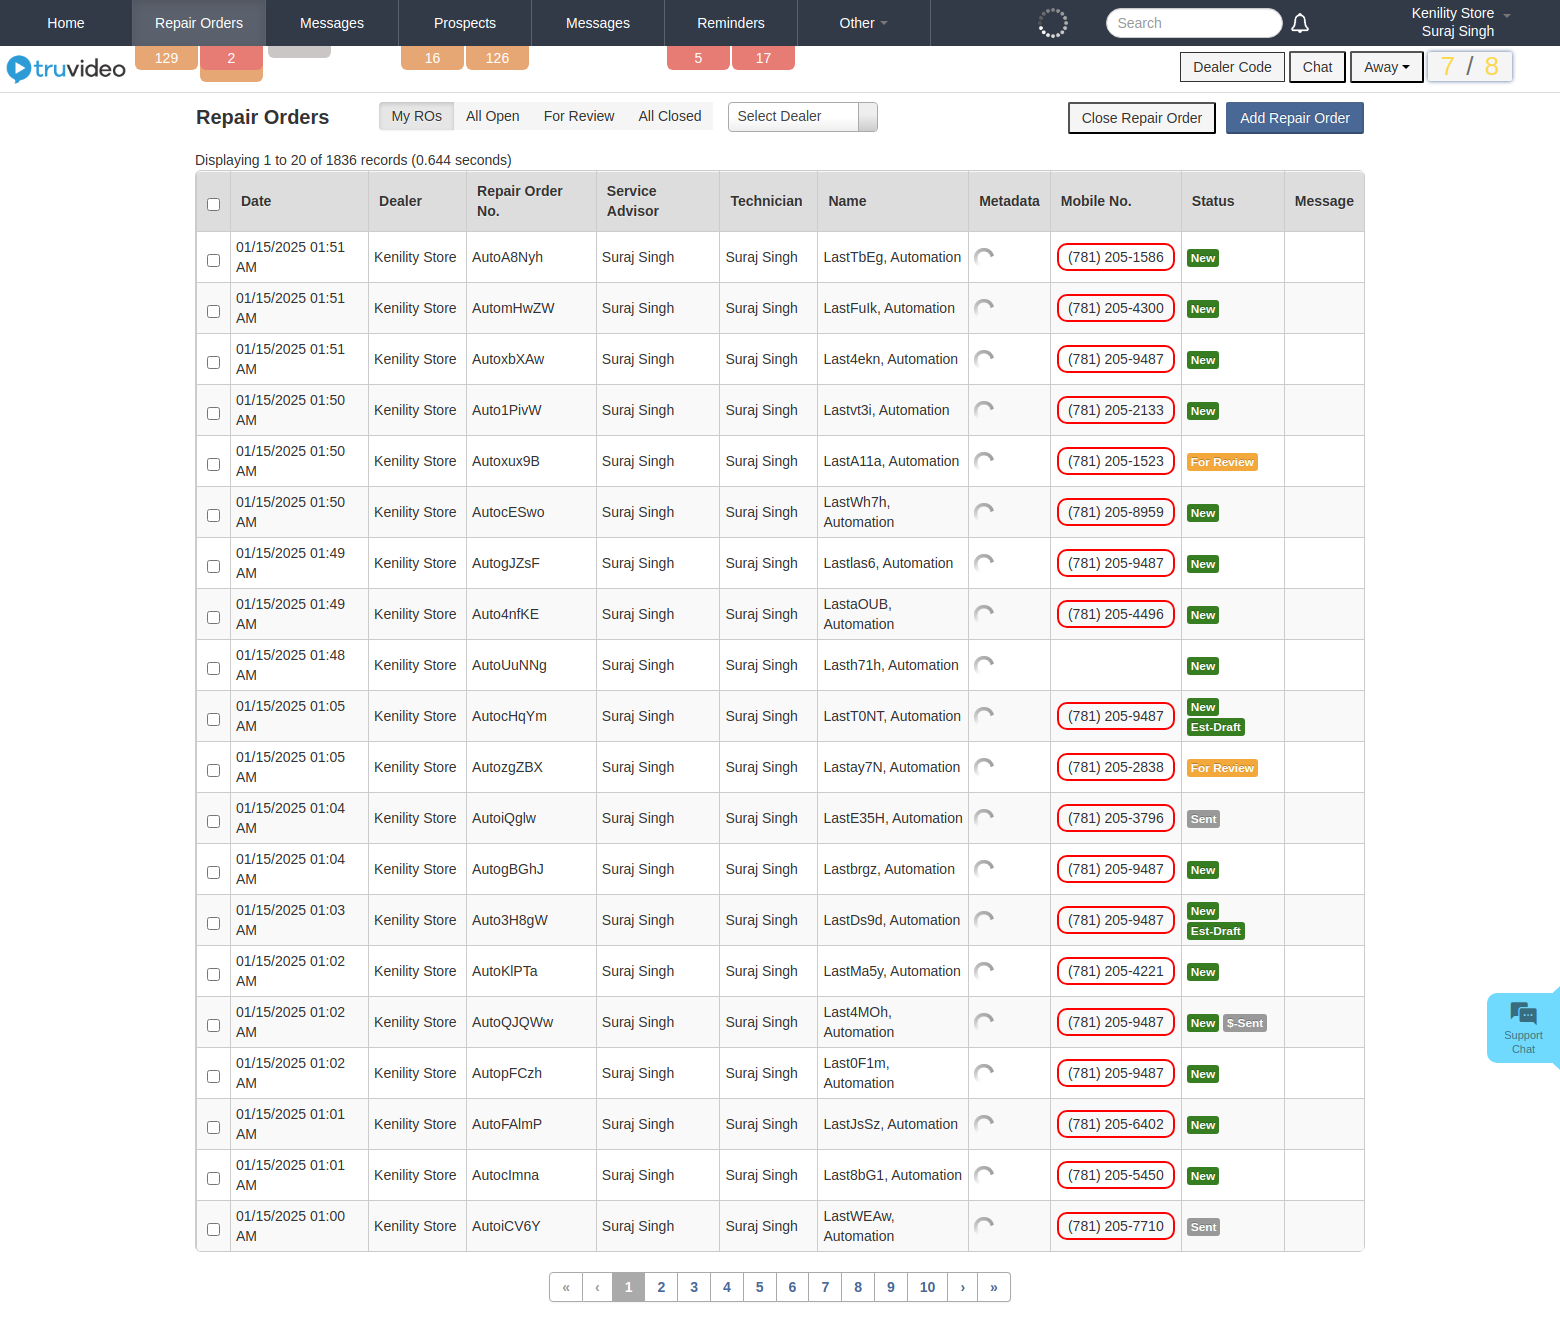 Home Repair Orders Messages Prospects Messages Reminders Other Search Kenility Store
Suraj Singh
truvideo 129 2 16 126 5 17 Dealer Code Chat Away 7 / 8
Repair Orders My ROs All Open For Review All Closed Select Dealer Close Repair Order Add Repair Order
Displaying 1 to 20 of 1836 records (0.644 seconds)
Date Dealer Repair Order No. Service Advisor Technician Name Metadata Mobile No. Status Message
01/15/2025 01:51 AM Kenility Store AutoA8Nyh Suraj Singh Suraj Singh LastTbEg, Automation (781) 205-1586 New
01/15/2025 01:51 AM Kenility Store AutomHwZW Suraj Singh Suraj Singh LastFulk, Automation (781) 205-4300 New
01/15/2025 01:51 AM Kenility Store AutoxbXAw Suraj Singh Suraj Singh Last4ekn, Automation (781) 205-9487 New
01/15/2025 01:50 AM Kenility Store Auto1PivW Suraj Singh Suraj Singh Lastvt3i, Automation (781) 205-2133 New
01/15/2025 01:50 AM Kenility Store Autoxux9B Suraj Singh Suraj Singh LastA11a, Automation (781) 205-1523 For Review
01/15/2025 01:50 AM Kenility Store AutocESwo Suraj Singh Suraj Singh LastWh7h, Automation (781) 205-8959 New
01/15/2025 01:49 AM Kenility Store AutogJZsF Suraj Singh Suraj Singh Lastlas6, Automation (781) 205-9487 New
01/15/2025 01:49 AM Kenility Store Auto4nfKE Suraj Singh Suraj Singh LastaOUB, Automation (781) 205-4496 New
01/15/2025 01:48 AM Kenility Store AutoUuNNg Suraj Singh Suraj Singh Lasth71h, Automation New
01/15/2025 01:05 AM Kenility Store AutocHqYm Suraj Singh Suraj Singh LastT0NT, Automation (781) 205-9487 New Est-Draft
01/15/2025 01:05 AM Kenility Store AutozgZBX Suraj Singh Suraj Singh Lastay7N, Automation (781) 205-2838 For Review
01/15/2025 01:04 AM Kenility Store AutoiQglw Suraj Singh Suraj Singh LastE35H, Automation (781) 205-3796 Sent
01/15/2025 01:04 AM Kenility Store AutogBGhJ Suraj Singh Suraj Singh Lastbrgz, Automation (781) 205-9487 New
01/15/2025 01:03 AM Kenility Store Auto3H8gW Suraj Singh Suraj Singh LastDs9d, Automation (781) 205-9487 New Est-Draft
01/15/2025 01:02 AM Kenility Store AutoKlPTa Suraj Singh Suraj Singh LastMa5y, Automation (781) 205-4221 New
01/15/2025 01:02 AM Kenility Store AutoQJQWw Suraj Singh Suraj Singh Last4MOh, Automation (781) 205-9487 New $-Sent
01/15/2025 01:02 AM Kenility Store AutopFCzh Suraj Singh Suraj Singh Last0F1m, Automation (781) 205-9487 New
01/15/2025 01:01 AM Kenility Store AutoFAlmP Suraj Singh Suraj Singh LastJsSz, Automation (781) 205-6402 New
01/15/2025 01:01 AM Kenility Store AutocImna Suraj Singh Suraj Singh Last8bG1, Automation (781) 205-5450 New
01/15/2025 01:00 AM Kenility Store AutoiCV6Y Suraj Singh Suraj Singh LastWEAw, Automation (781) 205-7710 Sent
Support
Chat
« ‹ 1 2 3 4 5 6 7 8 9 10 › »